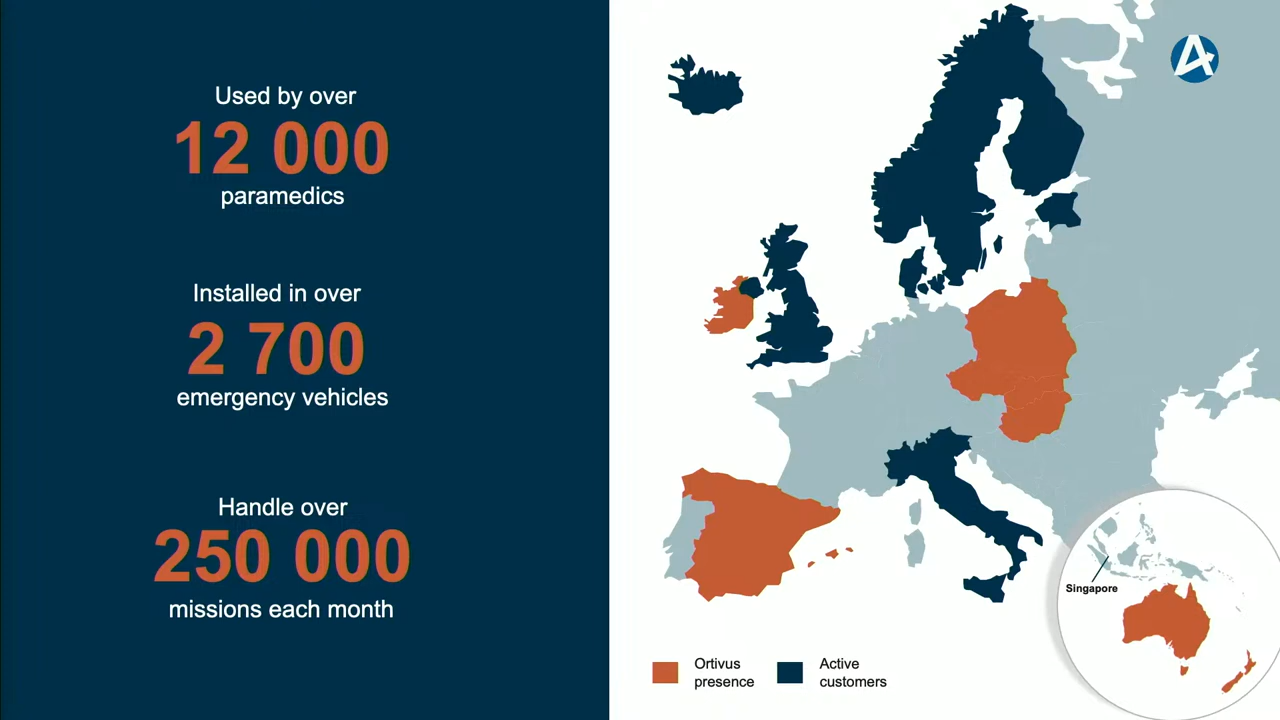 Used by over
12 000
paramedics
Installed in over
2 700
emergency vehicles
Handle over
250 000
missions each month
Singapore
Ortivus
presence
Active
customers